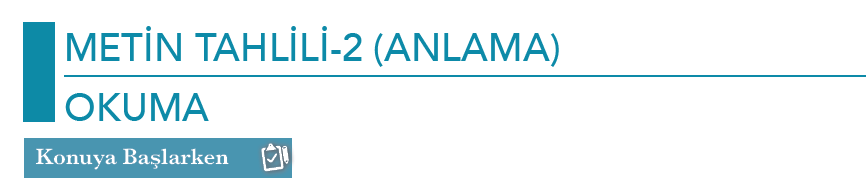 METİN TAHLİLİ-2 (ANLAMA)
OKUMA
Konuya Başlarken